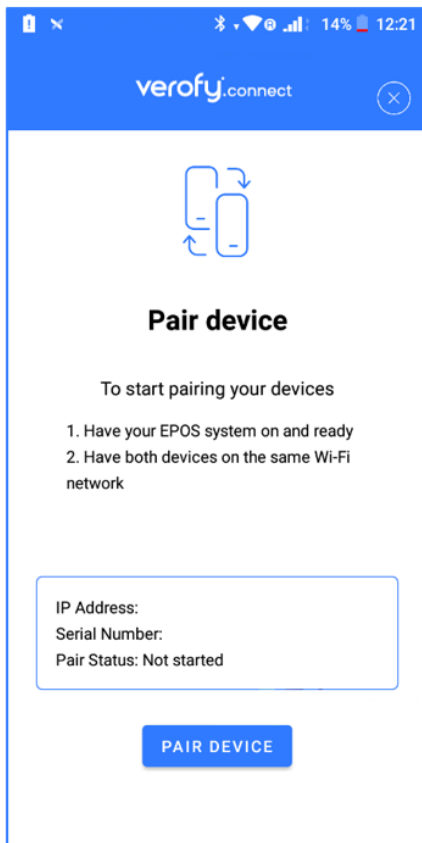 14% 12:21
verofy.connect
Pair device
To start pairing your devices
1. Have your EPOS system on and ready
2. Have both devices on the same Wi-Fi
network
IP Address:
Serial Number:
Pair Status: Not started
PAIR DEVICE